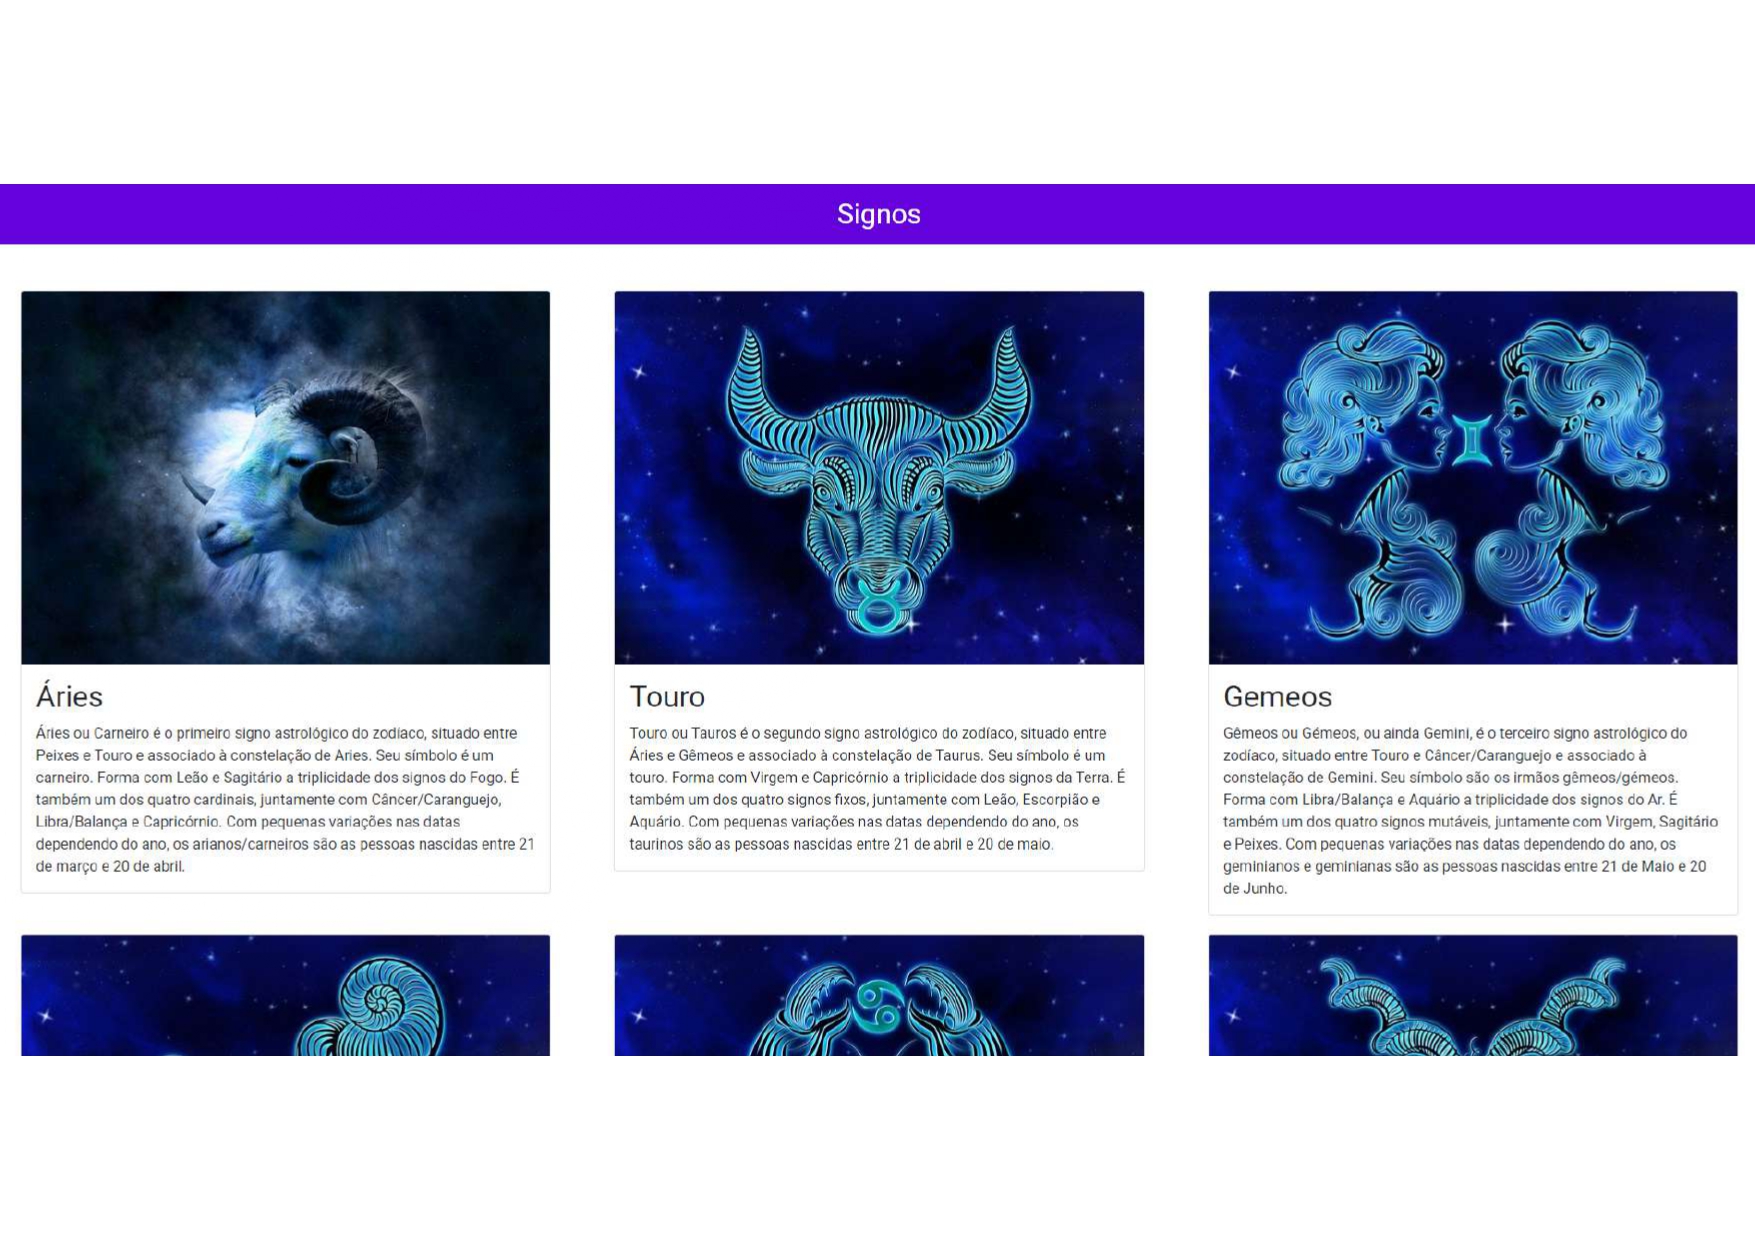 Signos
Áries
Áries ou Carneiro é o primeiro signo astrológico do zodíaco, situado entre
Peixes e Touro e associado à constelação de Aries. Seu símbolo é um
carneiro. Forma com Leão e Sagitário a triplicidade dos signos do Fogo. É
também um dos quatro cardinais, juntamente com Câncer/Caranguejo,
Libra/Balança e Capricórnio. Com pequenas variações nas datas
dependendo do ano, os arianos/carneiros são as pessoas nascidas entre 21
de março e 20 de abril.
Touro
Touro ou Tauros é o segundo signo astrológico do zodíaco, situado entre
Áries e Gêmeos e associado à constelação de Taurus. Seu símbolo é um
touro. Forma com Virgem e Capricórnio a triplicidade dos signos da Terra. É
também um dos quatro signos fixos, juntamente com Leão, Escorpião e
Aquário. Com pequenas variações nas datas dependendo do ano, os
taurinos são as pessoas nascidas entre 21 de abril e 20 de maio.
Gemeos
Gêmeos ou Gémeos, ou ainda Gemini, é o terceiro signo astrológico do
zodíaco, situado entre Touro e Câncer/Caranguejo e associado à
constelação de Gemini. Seu símbolo são os irmãos gêmeos/gémeos.
Forma com Libra/Balança e Aquário a triplicidade dos signos do Ar. É
também um dos quatro signos mutáveis, juntamente com Virgem, Sagitário
e Peixes. Com pequenas variações nas datas dependendo do ano, os
geminianos e geminianas são as pessoas nascidas entre 21 de Maio e 20
de Junho.